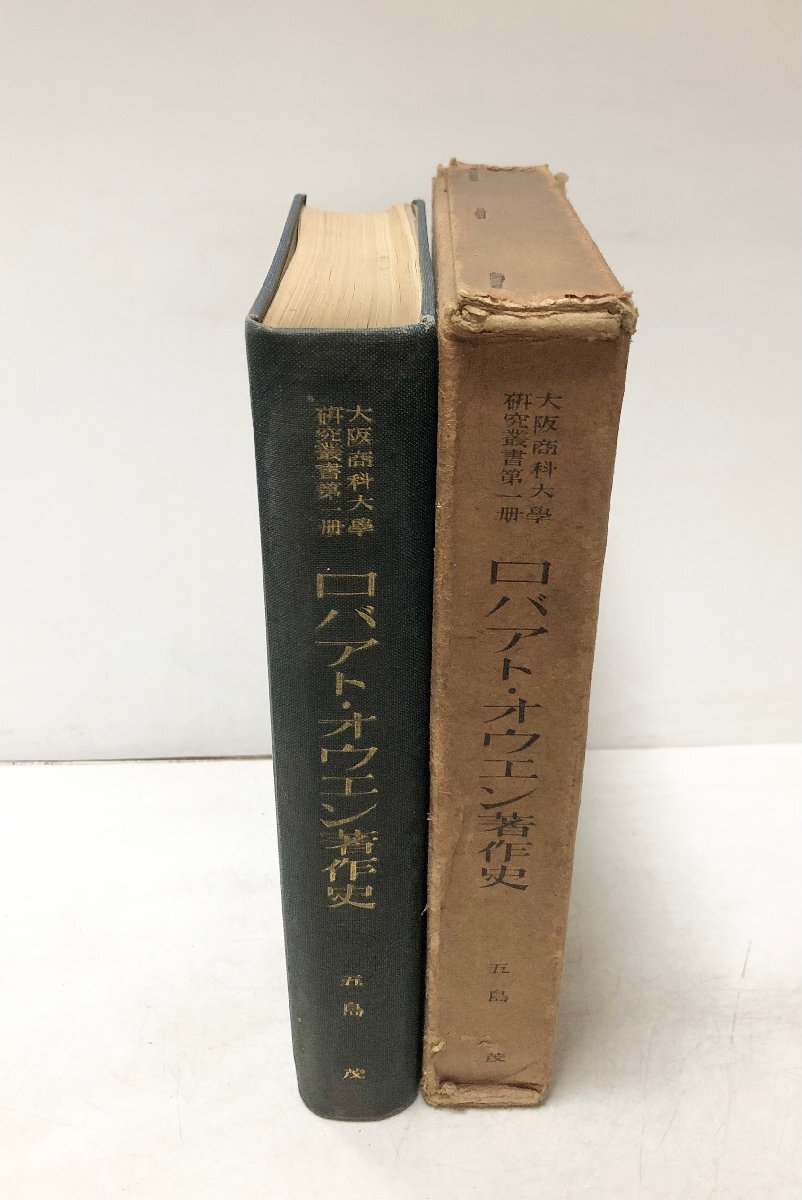 大阪商科大學
研究叢書第一册
ロバアト・オウエン著作史
五島茂
大阪商科大學
研究叢書第一册
ロバアト・オウエン著作史
五島茂